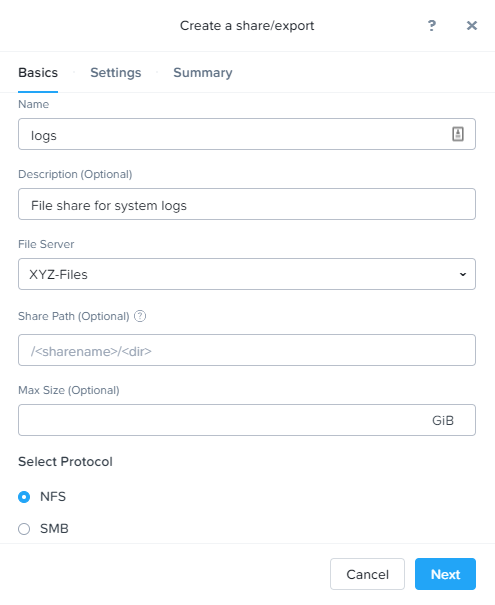 Create a share/export ? ×
Basics Settings Summary
Name
logs
Description (Optional)
File share for system logs
File Server
XYZ-Files
Share Path (Optional) ?
/<sharename>/<dir>
Max Size (Optional)
GiB
Select Protocol
NFS
SMB
Cancel Next